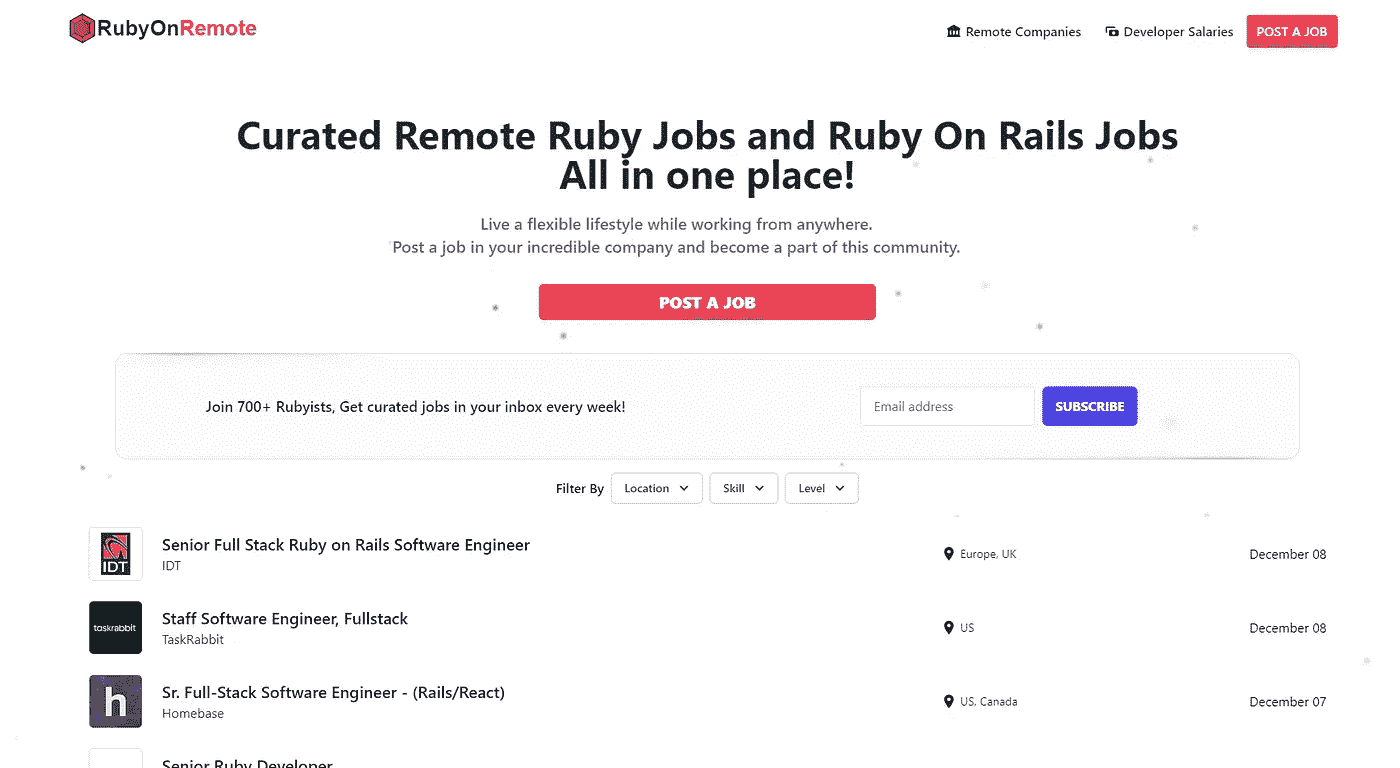 RubyOnRemote
Remote Companies
Developer Salaries
POST A JOB
Curated Remote Ruby Jobs and Ruby On Rails Jobs
All in one place!
Live a flexible lifestyle while working from anywhere.
Post a job in your incredible company and become a part of this community.
POST A JOB
Join 700+ Rubyists, Get curated jobs in your inbox every week!
Email address
SUBSCRIBE
Filter By
Location
Skill
Level
IDT
Senior Full Stack Ruby on Rails Software Engineer
IDT
Europe, UK
December 08
taskrabbit
Staff Software Engineer, Fullstack
TaskRabbit
US
December 08
h
Sr. Full-Stack Software Engineer - (Rails/React)
Homebase
US, Canada
December 07
Senior Ruby Developer